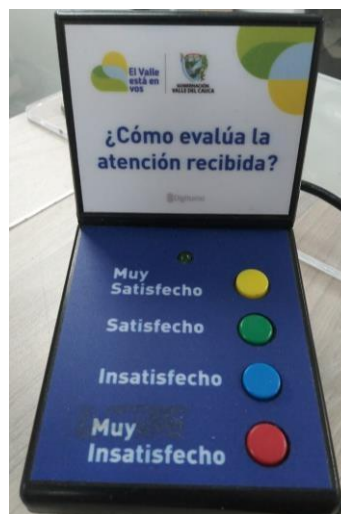 El Valle
está en
vos
GOBERNACIÓN
VALLE DEL CAUCA
¿Cómo evalúa la
atención recibida?
Digiturno
Muy
Satisfecho
Satisfecho
Insatisfecho
Muy
Insatisfecho